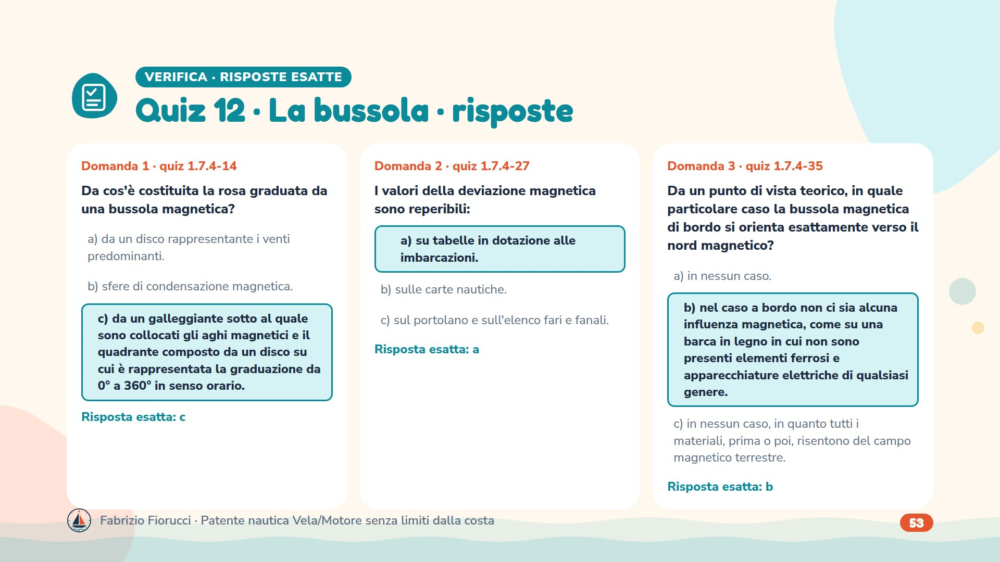 VERIFICA · RISPOSTE ESATTE
Quiz 12 · La bussola · risposte
Domanda 1 · quiz 1.7.4-14
Da cos'è costituita la rosa graduata da
una bussola magnetica?
a) da un disco rappresentante i venti
predominanti.
b) sfere di condensazione magnetica.
c) da un galleggiante sotto al quale
sono collocati gli aghi magnetici e il
quadrante composto da un disco su
cui è rappresentata la graduazione da
0° a 360° in senso orario.
Risposta esatta: c
Domanda 2 · quiz 1.7.4-27
I valori della deviazione magnetica
sono reperibili:
a) su tabelle in dotazione alle
imbarcazioni.
b) sulle carte nautiche.
c) sul portolano e sull'elenco fari e fanali.
Risposta esatta: a
Domanda 3 · quiz 1.7.4-35
Da un punto di vista teorico, in quale
particolare caso la bussola magnetica
di bordo si orienta esattamente verso il
nord magnetico?
a) in nessun caso.
b) nel caso a bordo non ci sia alcuna
influenza magnetica, come su una
barca in legno in cui non sono
presenti elementi ferrosi e
apparecchiature elettriche di qualsiasi
genere.
c) in nessun caso, in quanto tutti i
materiali, prima o poi, risentono del campo
magnetico terrestre.
Risposta esatta: b
Fabrizio Fiorucci · Patente nautica Vela/Motore senza limiti dalla costa
53